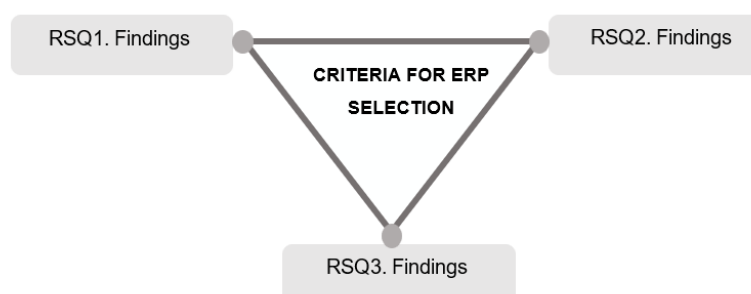 RSQ1. Findings
RSQ2. Findings
CRITERIA FOR ERP
SELECTION
RSQ3. Findings